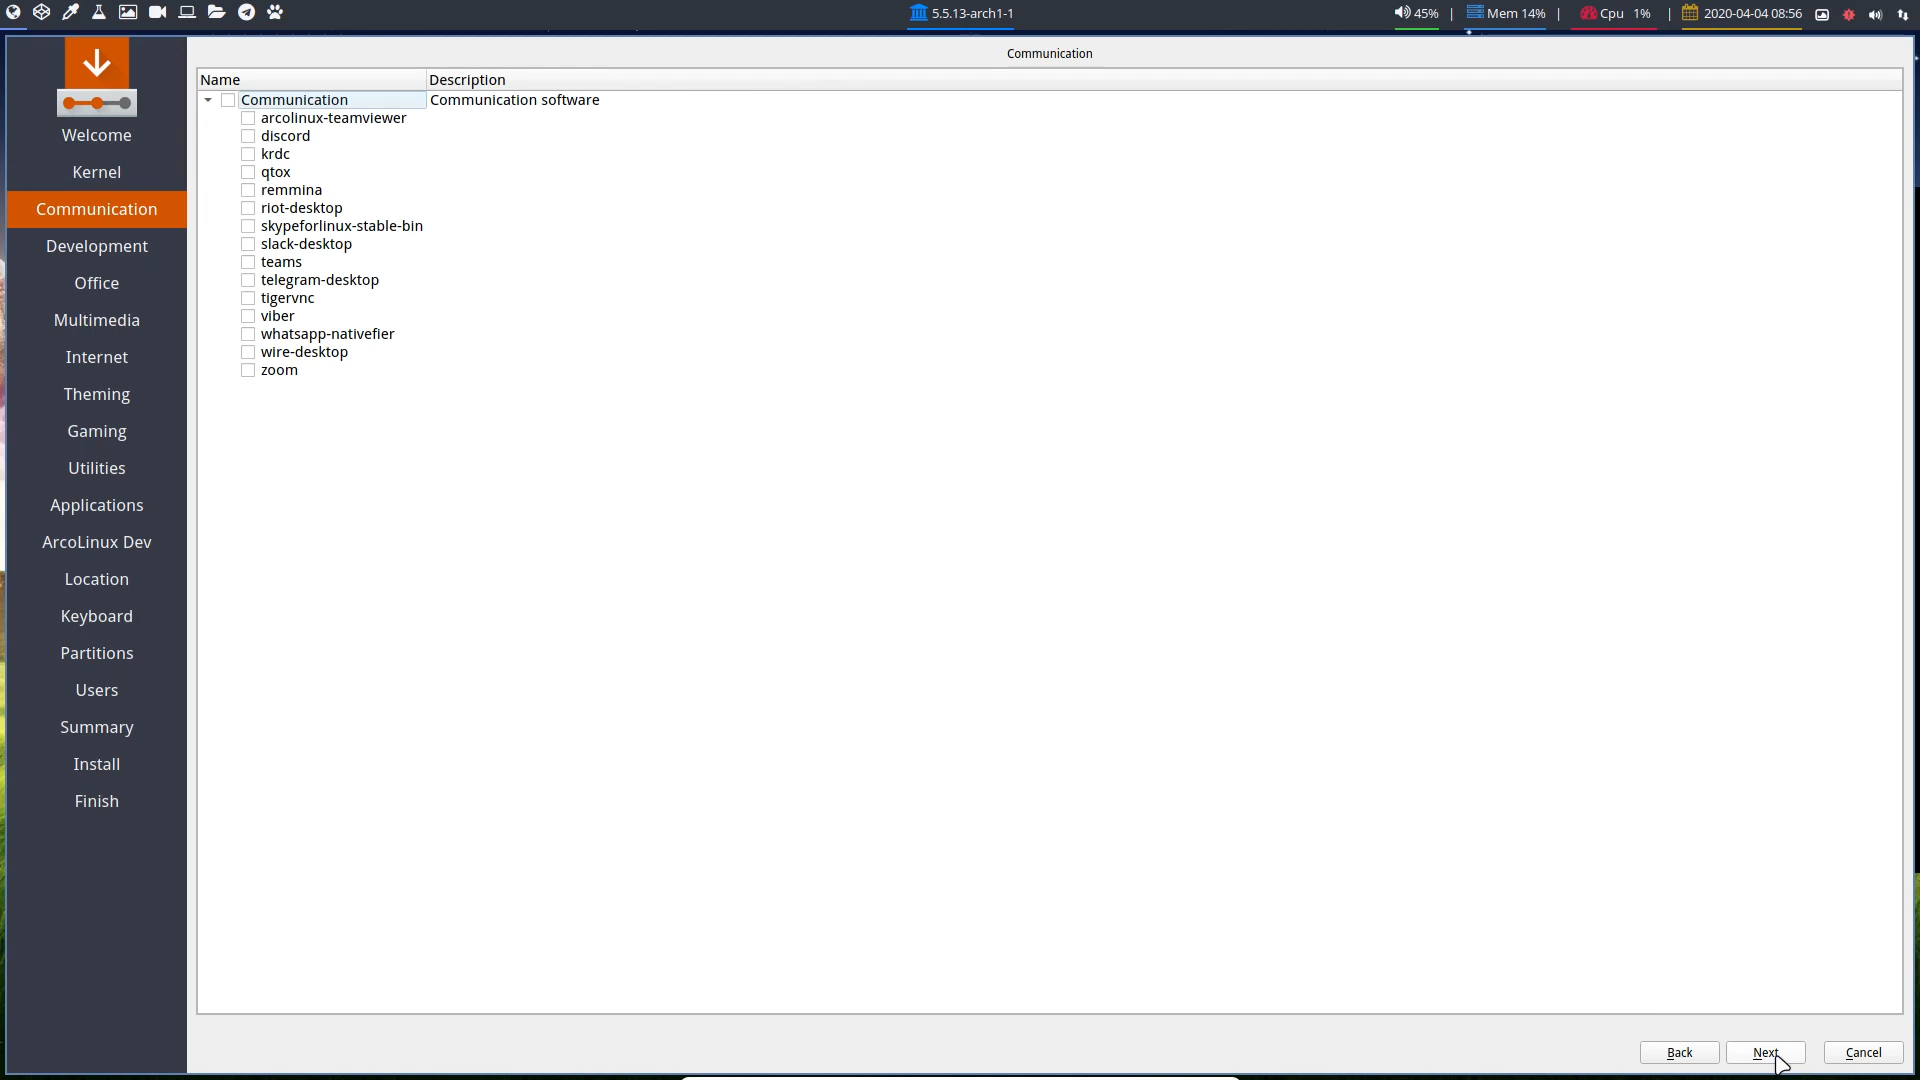 5.5.13-arch1-1
45% | Mem 14% | Cpu 1% | 2020-04-04 08:56
Communication
Name Description
Communication Communication software
arcolinux-teamviewer
discord
krdc
qtox
remmina
riot-desktop
skypeforlinux-stable-bin
slack-desktop
teams
telegram-desktop
tigervnc
viber
whatsapp-nativefier
wire-desktop
zoom
Welcome
Kernel
Communication
Development
Office
Multimedia
Internet
Theming
Gaming
Utilities
Applications
ArcoLinux Dev
Location
Keyboard
Partitions
Users
Summary
Install
Finish
Back Next Cancel